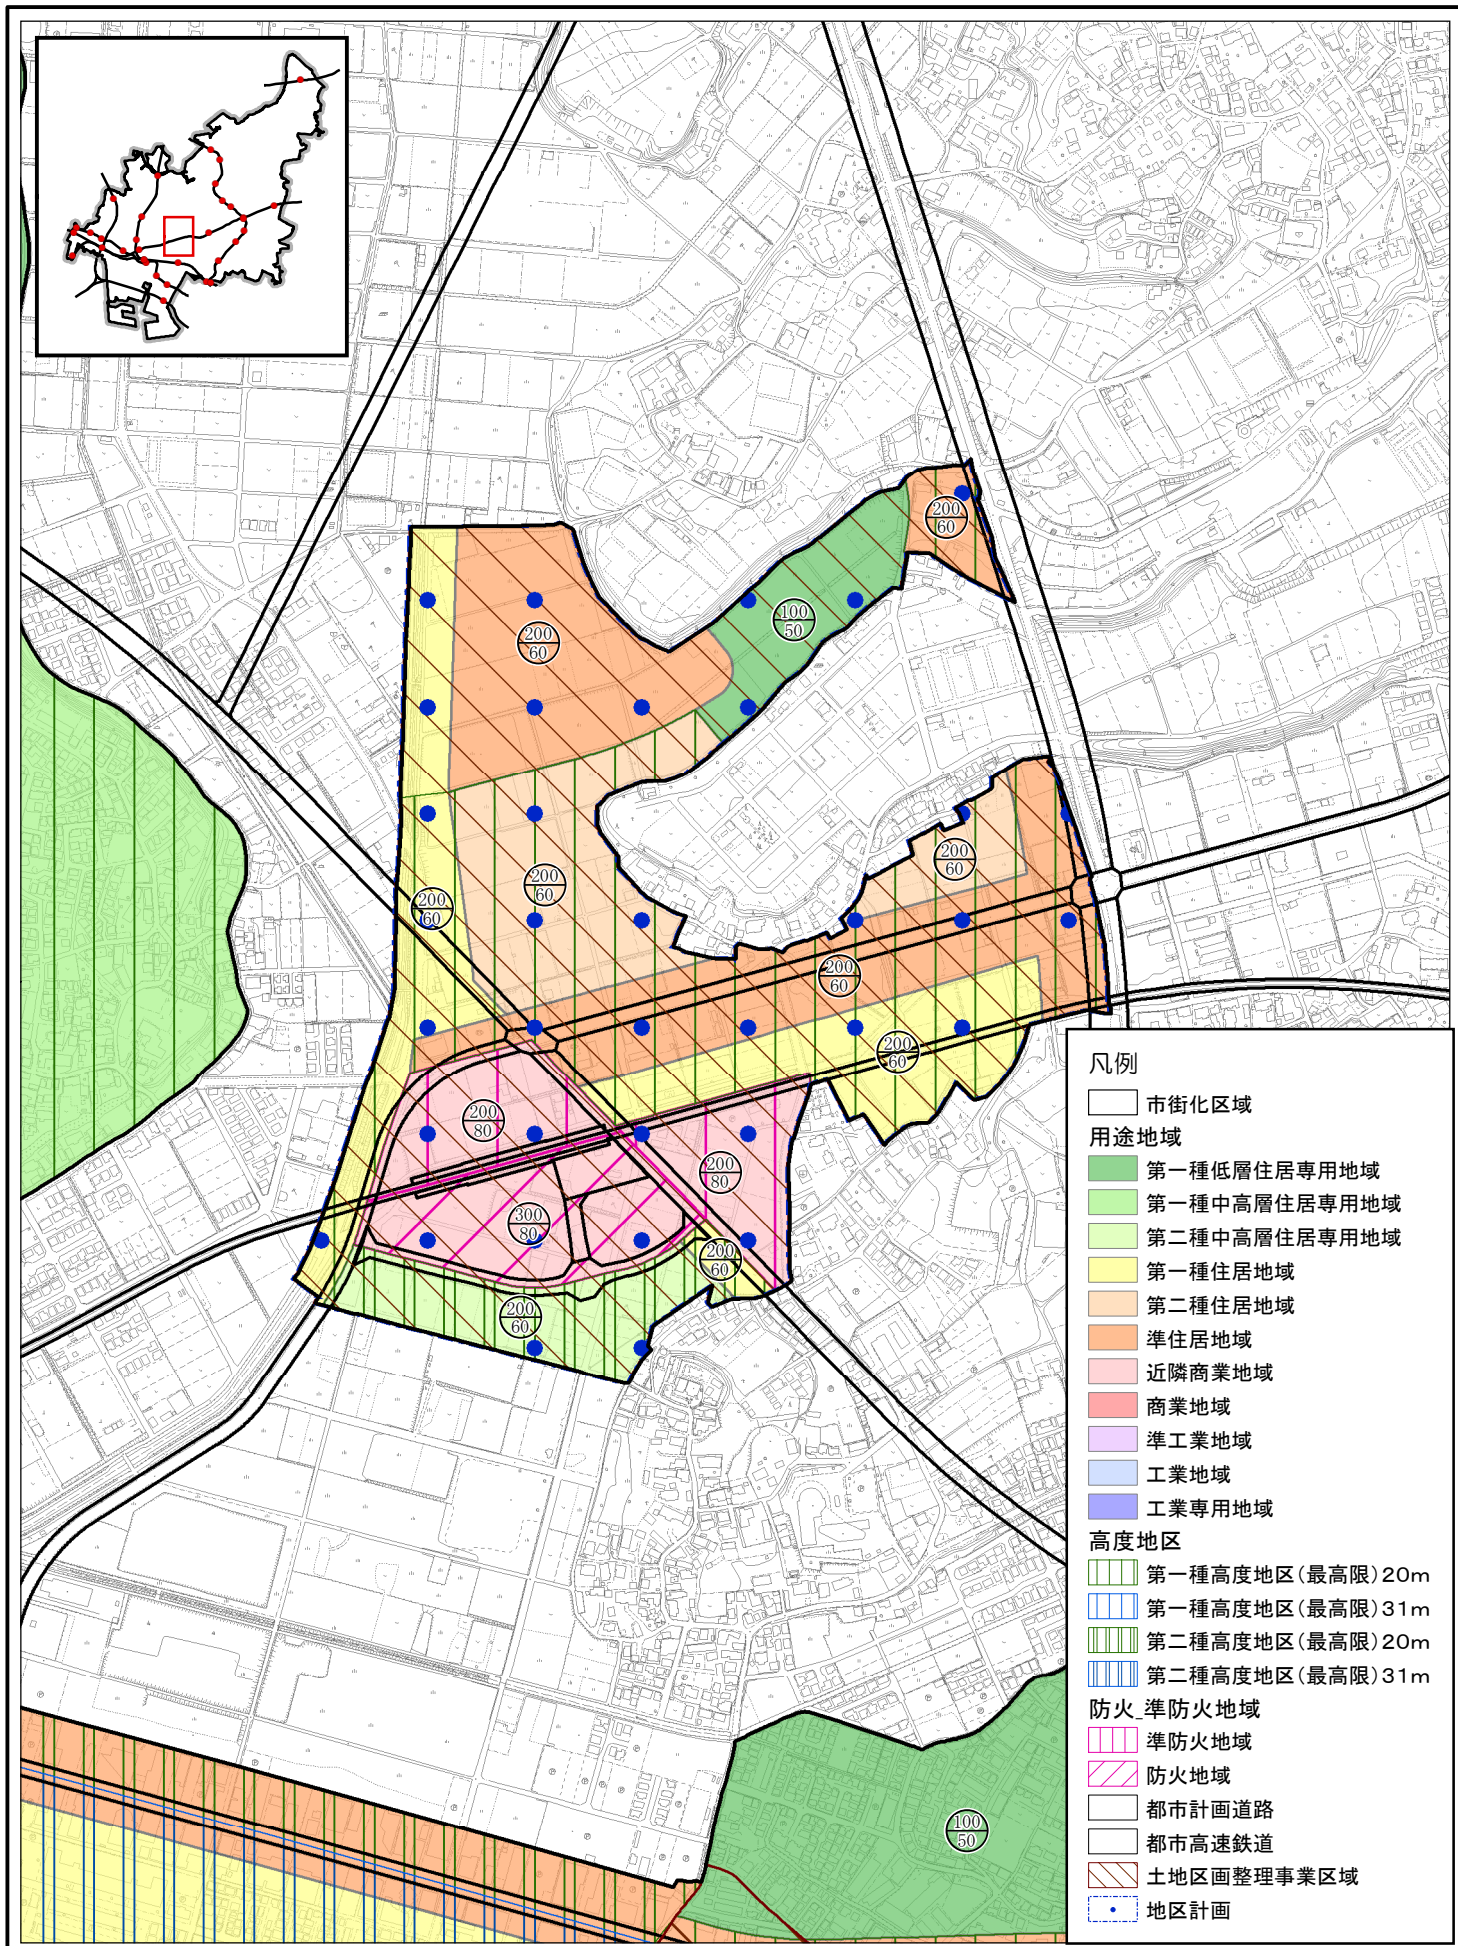 200
60
100
50
200
60
200
60
200
60
200
60
200
60
200
60
200
80
200
80
300
80
200
60
200
60
100
50
凡例
市街化区域
用途地域
第一種低層住居専用地域
第一種中高層住居専用地域
第二種中高層住居専用地域
第一種住居地域
第二種住居地域
準住居地域
近隣商業地域
商業地域
準工業地域
工業地域
工業専用地域
高度地区
第一種高度地区(最高限)20m
第一種高度地区(最高限)31m
第二種高度地区(最高限)20m
第二種高度地区(最高限)31m
防火_準防火地域
準防火地域
防火地域
都市計画道路
都市高速鉄道
土地区画整理事業区域
地区計画